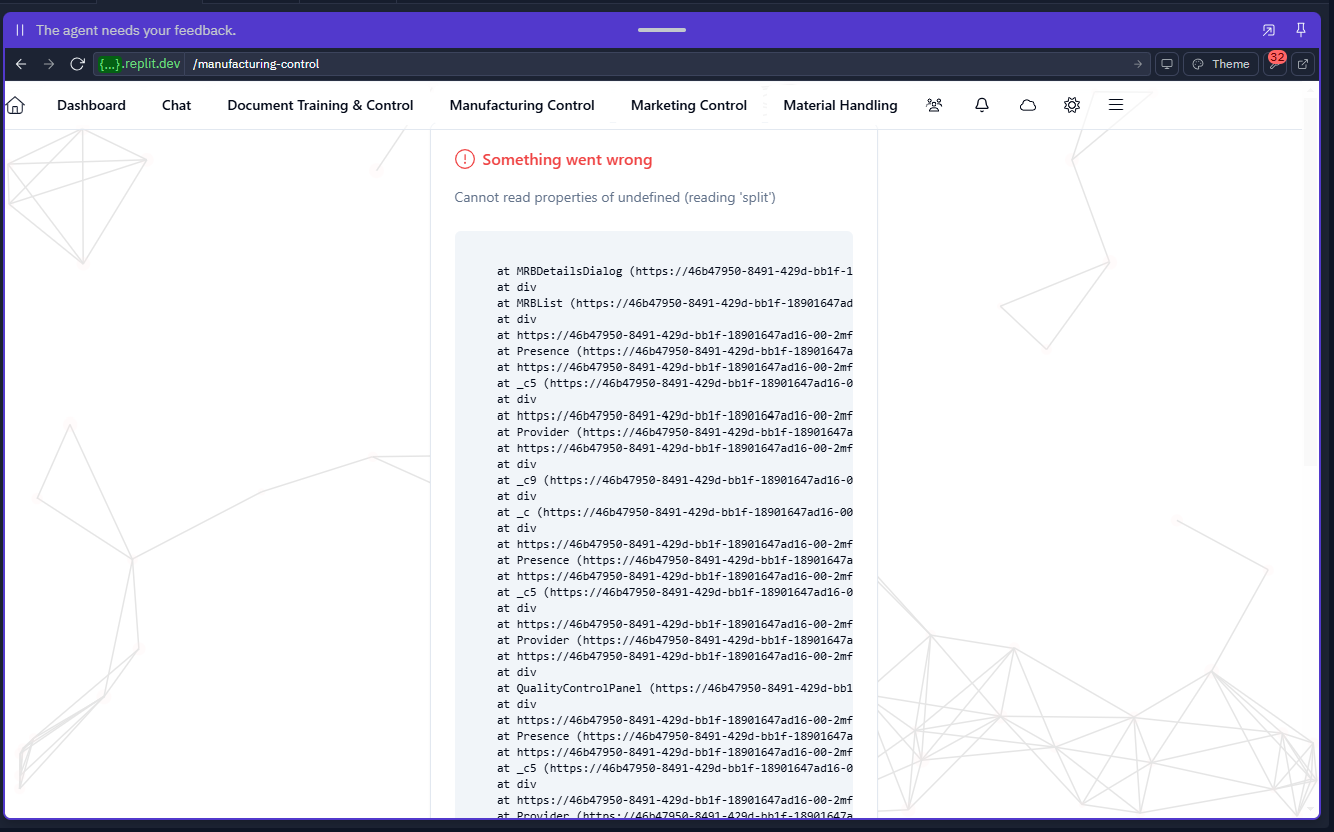 The agent needs your feedback.
{...}.replit.dev /manufacturing-control
Theme
32
Dashboard Chat Document Training & Control Manufacturing Control Marketing Control Material Handling
Something went wrong
Cannot read properties of undefined (reading 'split')
at MRBDetailsDialog (https://46b47950-8491-429d-bb1f-1
at div
at MRBList (https://46b47950-8491-429d-bb1f-18901647ad
at div
at https://46b47950-8491-429d-bb1f-18901647ad16-00-2mf
at Presence (https://46b47950-8491-429d-bb1f-18901647a
at https://46b47950-8491-429d-bb1f-18901647ad16-00-2mf
at _c5 (https://46b47950-8491-429d-bb1f-18901647ad16-0
at div
at https://46b47950-8491-429d-bb1f-18901647ad16-00-2mf
at Provider (https://46b47950-8491-429d-bb1f-18901647a
at https://46b47950-8491-429d-bb1f-18901647ad16-00-2mf
at div
at _c9 (https://46b47950-8491-429d-bb1f-18901647ad16-0
at div
at _c (https://46b47950-8491-429d-bb1f-18901647ad16-00
at div
at https://46b47950-8491-429d-bb1f-18901647ad16-00-2mf
at Presence (https://46b47950-8491-429d-bb1f-18901647a
at https://46b47950-8491-429d-bb1f-18901647ad16-00-2mf
at _c5 (https://46b47950-8491-429d-bb1f-18901647ad16-0
at div
at https://46b47950-8491-429d-bb1f-18901647ad16-00-2mf
at Provider (https://46b47950-8491-429d-bb1f-18901647a
at https://46b47950-8491-429d-bb1f-18901647ad16-00-2mf
at div
at QualityControlPanel (https://46b47950-8491-429d-bb1
at div
at https://46b47950-8491-429d-bb1f-18901647ad16-00-2mf
at Presence (https://46b47950-8491-429d-bb1f-18901647a
at https://46b47950-8491-429d-bb1f-18901647ad16-00-2mf
at _c5 (https://46b47950-8491-429d-bb1f-18901647ad16-0
at div
at https://46b47950-8491-429d-bb1f-18901647ad16-00-2mf
at Provider (https://46b47950-8491-429d-bb1f-18901647a